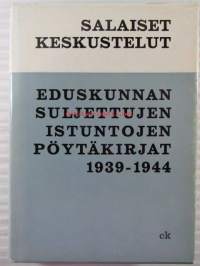 SALAISET
KESKUSTELUT
EDUSKUNNAN
SULJETTUJEN
ISTUNTOJEN
PÖYTÄKIRJAT
1939-1944
ck